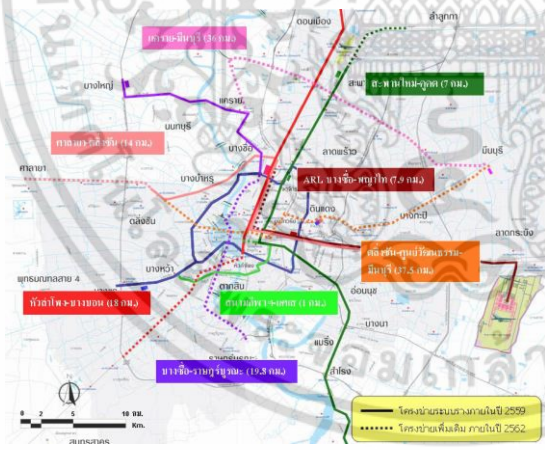 ดอนเมือง
ลำลูกกา
แคราย-มีนบุรี (36 กม.)
สะพานใหม่-คูคต (7 กม.)
บางใหญ่
แคราย
นนทบุรี
มีนบุรี
บางซื่อ
ลาดพร้าว
ศาลายา-ตลิ่งชัน (14 กม.)
ศาลายา
บางบำหรุ
ARL บางซื่อ-พญาไท (7.9 กม.)
ดินแดง
บางกะปิ
ตลิ่งชัน
ลาดกระบัง
ตลิ่งชัน-ศูนย์วัฒนธรรม-
มีนบุรี (37.5 กม.)
บางหว้า
พุทธมณฑลสาย 4
หัวลำโพง-บางบอน (18 กม.)
ตากสิน
อ่อนนุช
บางนา
แบริ่ง
สำโรง
ราษฎร์บูรณะ
บางซื่อ-ราษฎร์บูรณะ (19.8 กม.)
0 2 5 10 กม.
Km.
สมุทรสาคร
โครงข่ายระบบรางภายในปี 2559
โครงข่ายเพิ่มเติม ภายในปี 2562